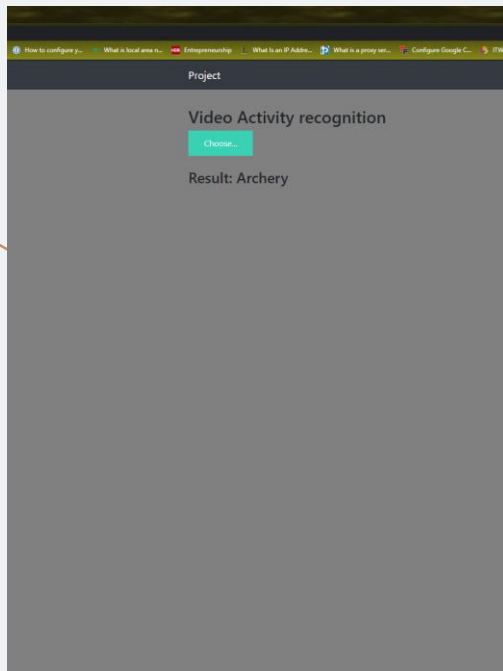 How to configure y... What is local area n... Entrepreneurship What Is an IP Addre... What is a proxy ser... Configure Google C... ITW
Project
Video Activity recognition
Choose...
Result: Archery